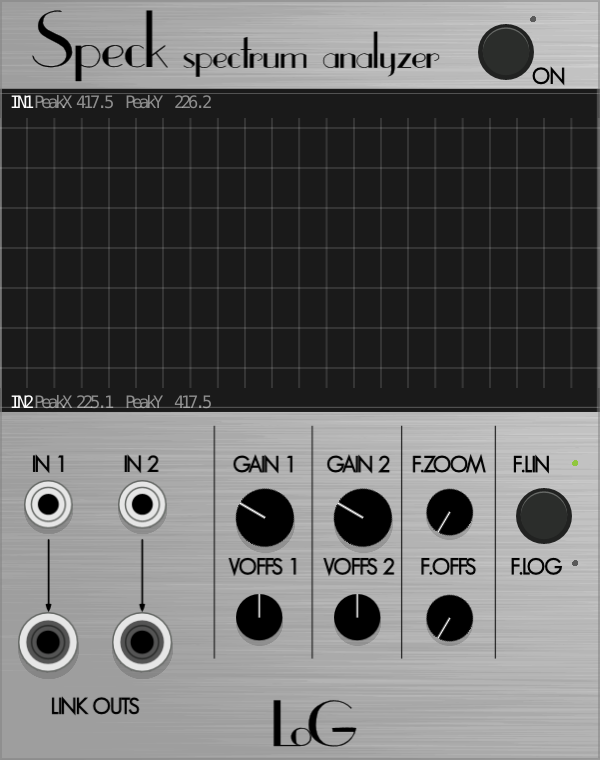 Speck spectrum analyzer
ON
IN1 PeakX 417.5 PeakY 226.2
IN2 PeakX 225.1 PeakY 417.5
IN 1 IN 2 GAIN 1 GAIN 2 F.ZOOM F.LIN
VOFFS 1 VOFFS 2 F.OFFS F.LOG
LINK OUTS
LOG